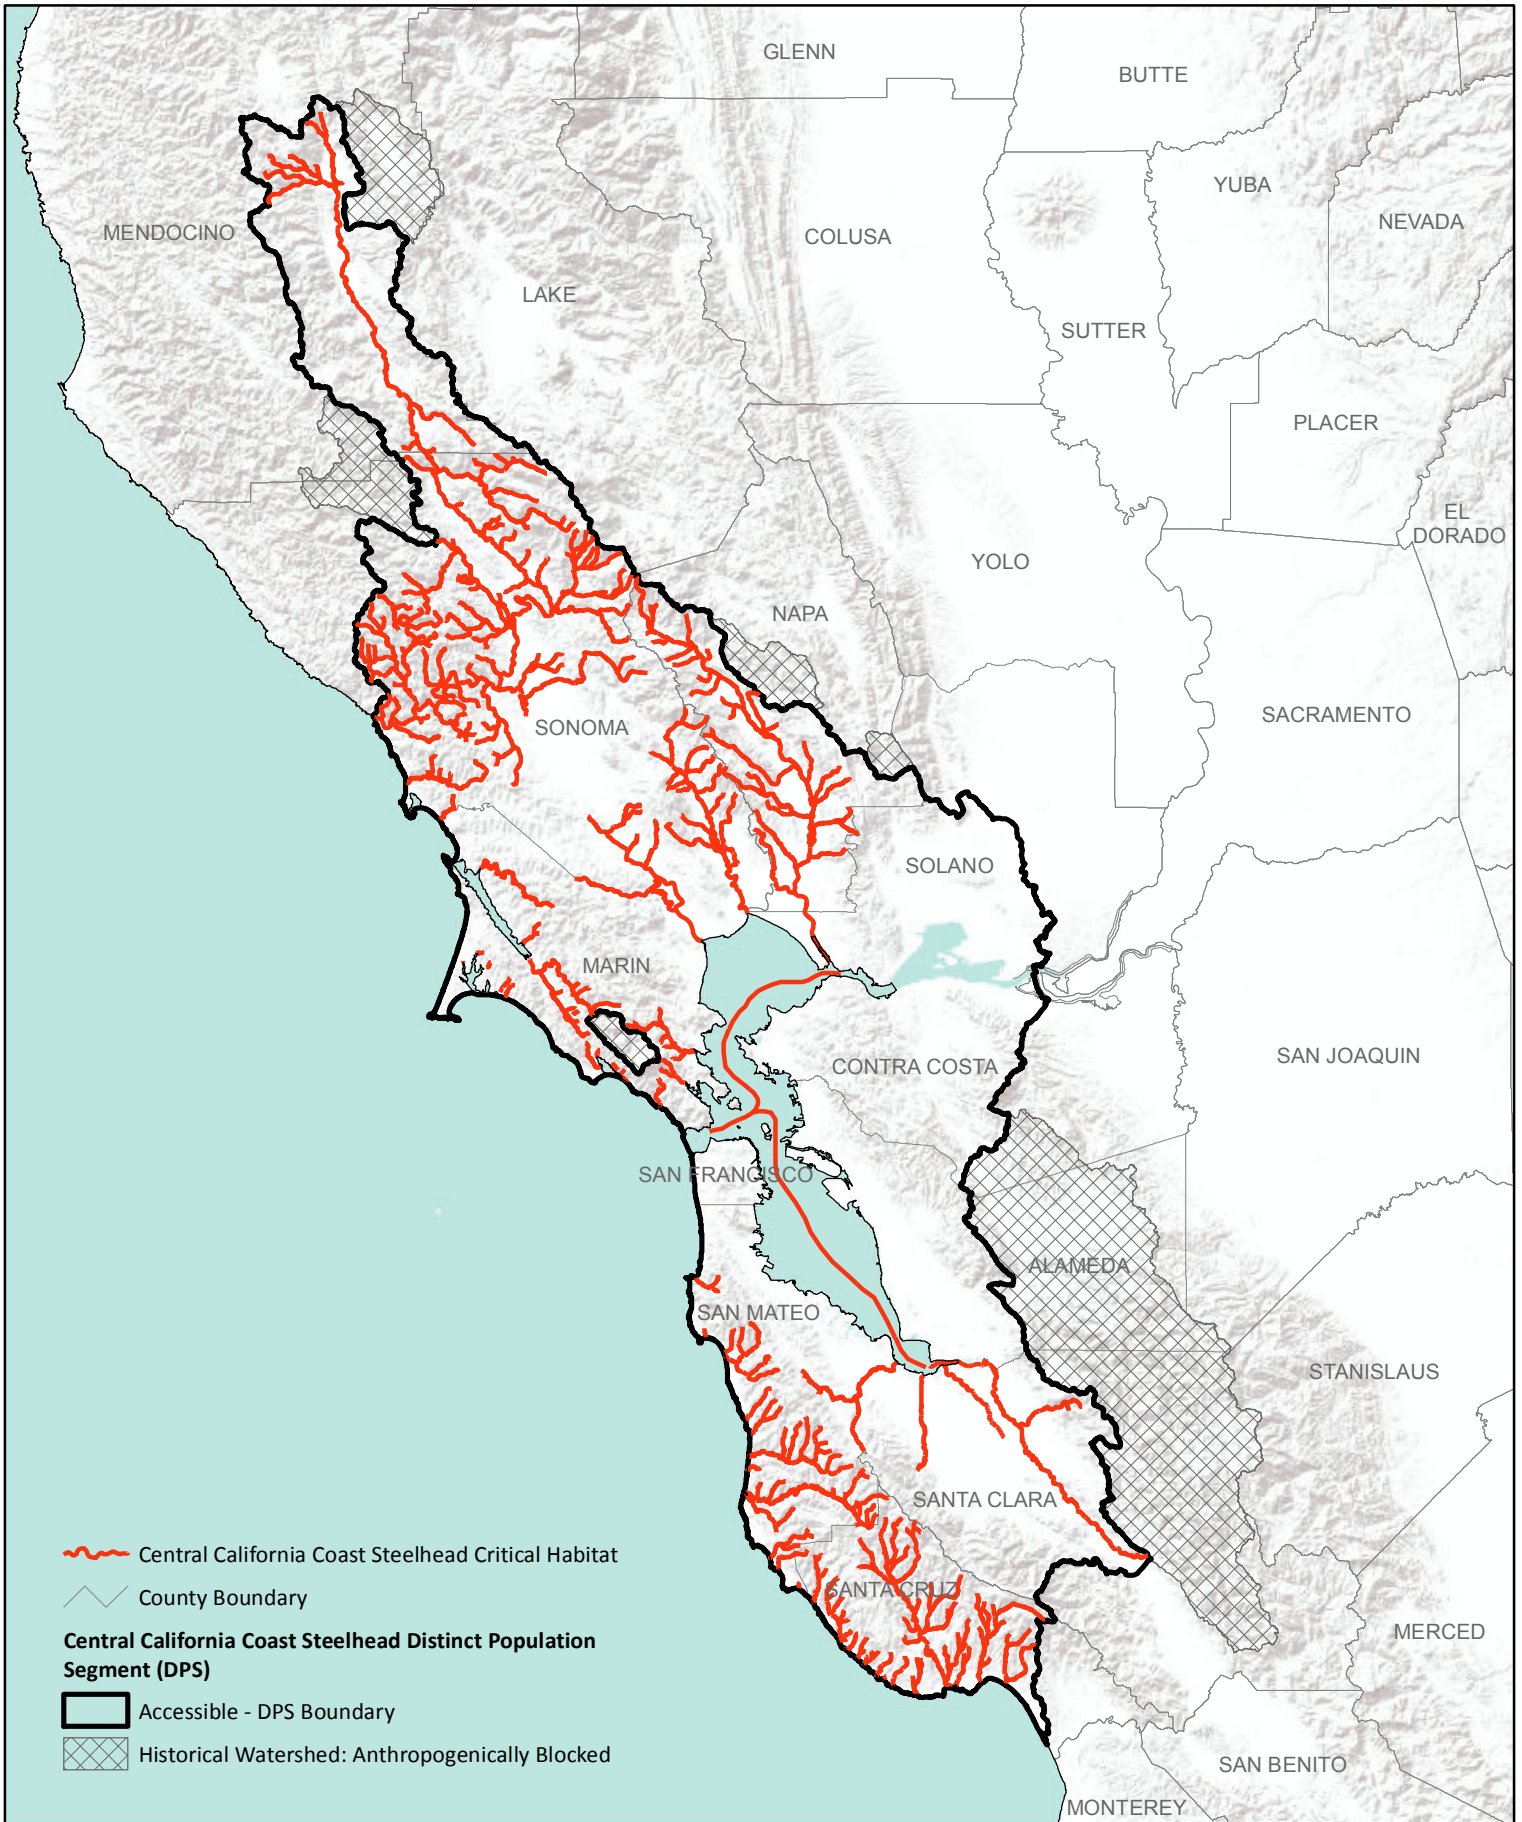 GLENN
BUTTE
YUBA
NEVADA
MENDOCINO
COLUSA
LAKE
SUTTER
PLACER
EL
DORADO
YOLO
NAPA
SACRAMENTO
SONOMA
SOLANO
MARIN
SAN JOAQUIN
CONTRA COSTA
SAN FRANCISCO
ALAMEDA
SAN MATEO
STANISLAUS
SANTA CLARA
SANTA CRUZ
MERCED
SAN BENITO
MONTEREY
Central California Coast Steelhead Critical Habitat
County Boundary
Central California Coast Steelhead Distinct Population
Segment (DPS)
Accessible - DPS Boundary
Historical Watershed: Anthropogenically Blocked